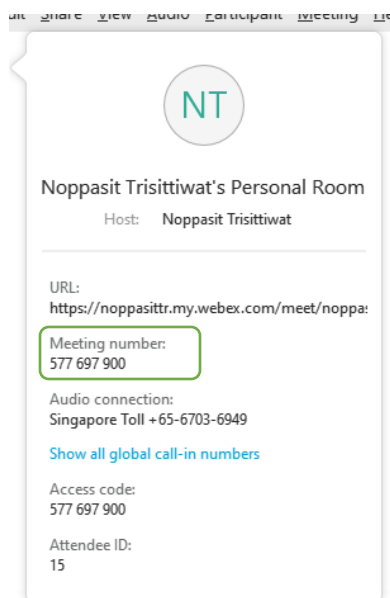 Share View Audio Participant Meeting
NT
Noppasit Trisittiwat's Personal Room
Host: Noppasit Trisittiwat
URL:
https://noppasittr.my.webex.com/meet/noppas
Meeting number:
577 697 900
Audio connection:
Singapore Toll +65-6703-6949
Show all global call-in numbers
Access code:
577 697 900
Attendee ID:
15